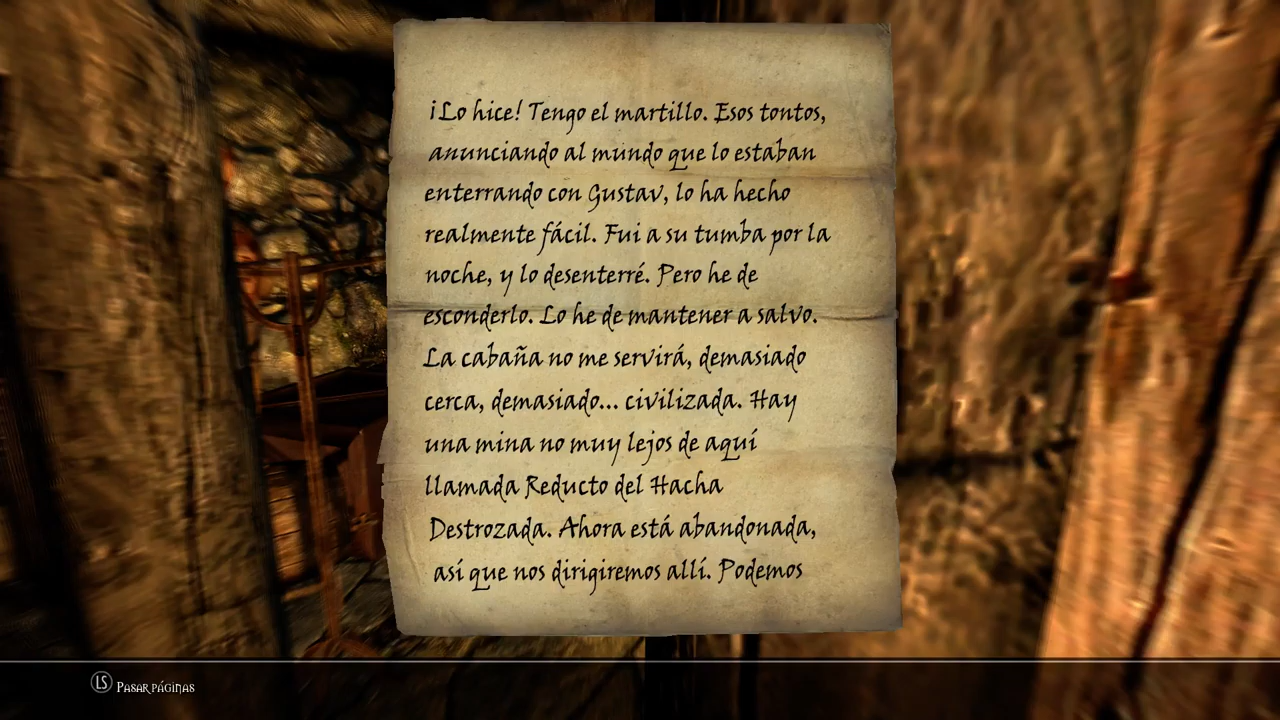 ¡Lo hice! Tengo el martillo. Esos tontos,
anunciando al mundo que lo estaban
enterrando con Gustav, lo ha hecho
realmente fácil. Fui a su tumba por la
noche, y lo desenterré. Pero he de
esconderlo. Lo he de mantener a salvo.
La cabaña no me servirá, demasiado
cerca, demasiado... civilizada. Hay
una mina no muy lejos de aquí
llamada Reducto del Hacha
Destrozada. Ahora está abandonada,
así que nos dirigiremos allí. Podemos
LS Pasar páginas